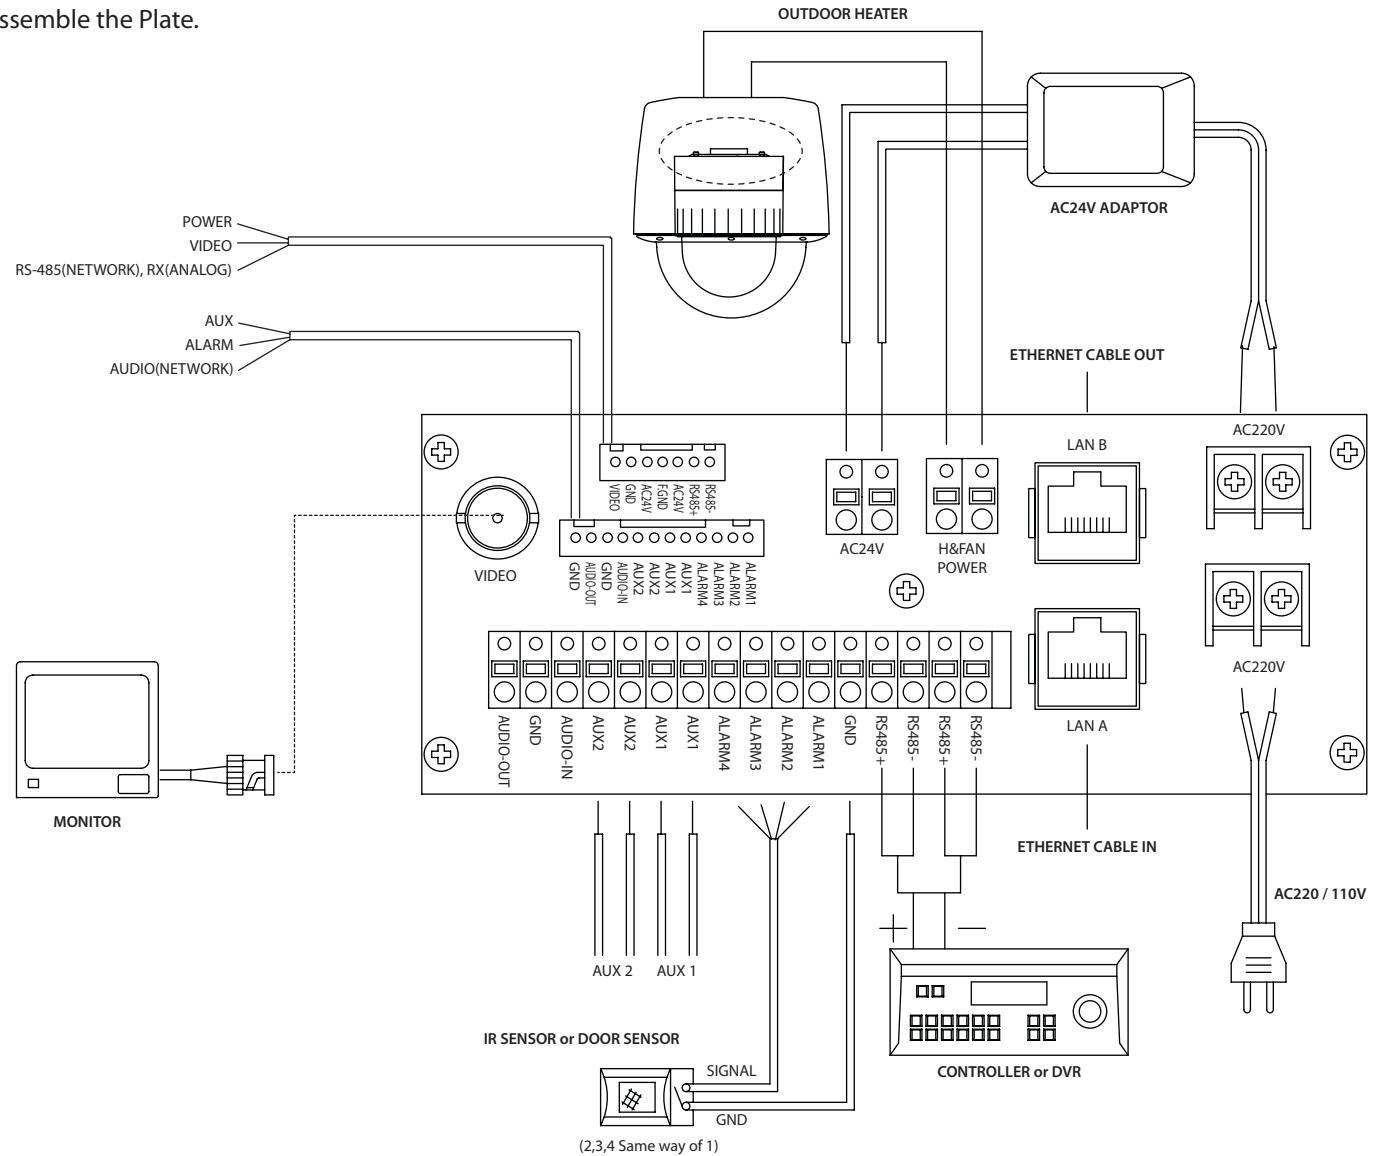 ssemble the Plate.
OUTDOOR HEATER
AC24V ADAPTOR
POWER
VIDEO
RS-485(NETWORK), RX(ANALOG)
AUX
ALARM
AUDIO(NETWORK)
ETHERNET CABLE OUT
AC220V
LAN B
VIDEO
GND
AC24V
F.GND
AC24V
RS485+
RS485-
AC24V
H&FAN
POWER
VIDEO
GND
AUDIO-OUT
GND
AUDIO-IN
AUX2
AUX2
AUX1
AUX1
ALARM4
ALARM3
ALARM2
ALARM1
AC220V
AUDIO-OUT
GND
AUDIO-IN
AUX2
AUX2
AUX1
AUX1
ALARM4
ALARM3
ALARM2
ALARM1
GND
RS485+
RS485-
RS485+
RS485-
LAN A
MONITOR
ETHERNET CABLE IN
AC220 / 110V
+
—
AUX 2
AUX 1
IR SENSOR or DOOR SENSOR
SIGNAL
GND
CONTROLLER or DVR
(2,3,4 Same way of 1)